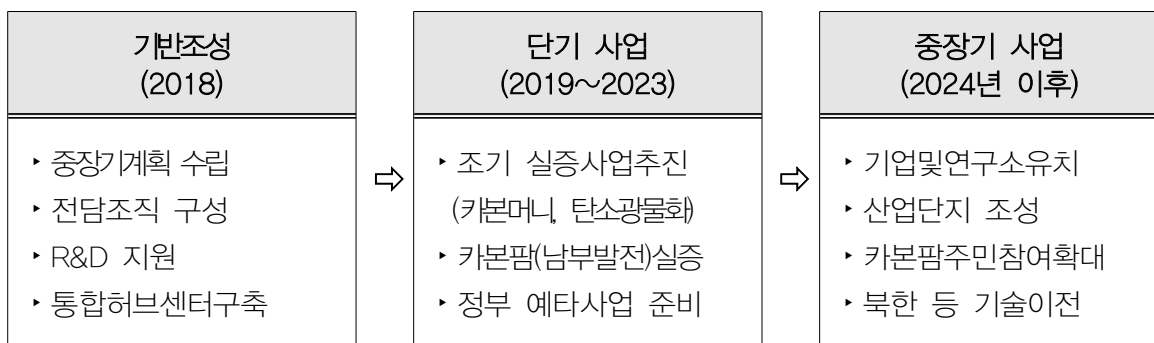 기반조성
(2018)
‣ 중장기계획 수립
‣ 전담조직 구성
‣ R&D 지원
‣ 통합허브센터구축
⇨
단기 사업
(2019～2023)
‣ 조기 실증사업추진
(카본머니, 탄소광물화)
‣ 카본팜(남부발전)실증
‣ 정부 예타사업 준비
⇨
중장기 사업
(2024년 이후)
‣ 기업및연구소유치
‣ 산업단지 조성
‣ 카본팜주민참여확대
‣ 북한 등 기술이전